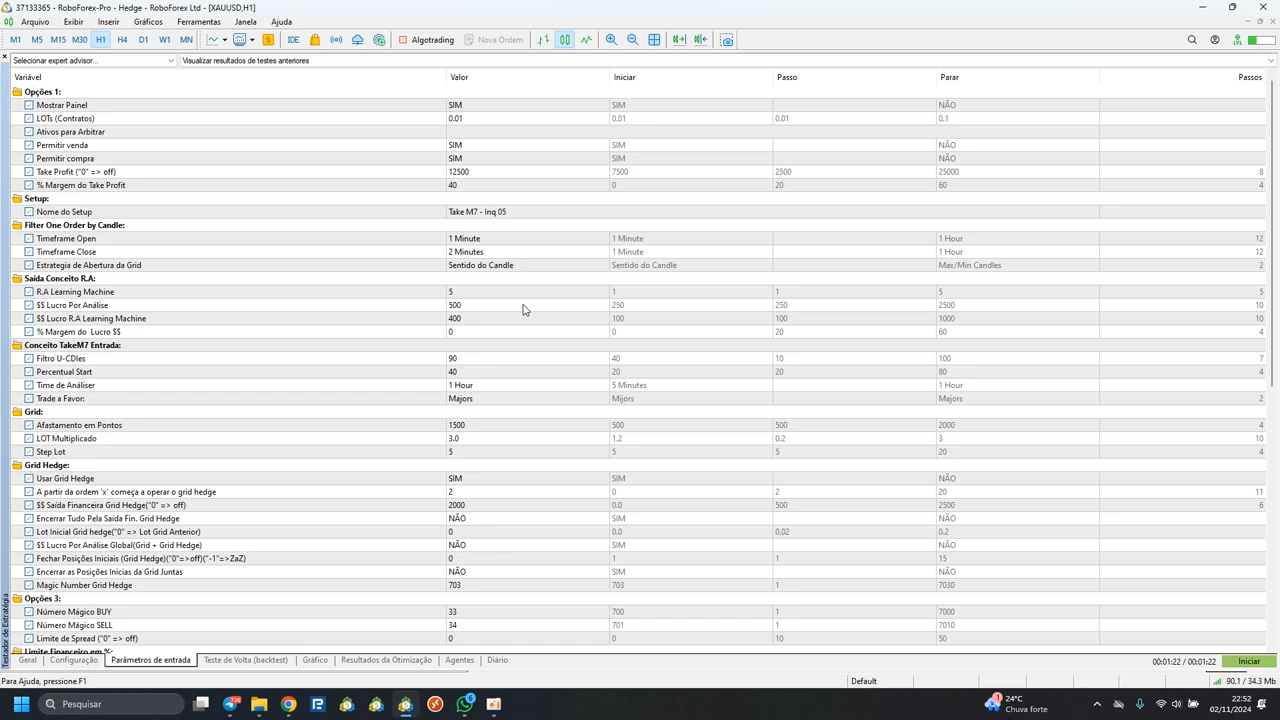 37133365 - RoboForex-Pro - Hedge - RoboForex Ltd - [XAUUSD,H1]
Arquivo Exibir Inserir Gráficos Ferramentas Janela Ajuda
M1 M5 M15 M30 H1 H4 D1 W1 MN IDE Algotrading Nova Ordem LVL
Selecionar expert advisor... Visualizar resultados de testes anteriores
Variável Valor Iniciar Passo Parar Passos
Opções 1:
Mostrar Painel SIM SIM NÃO
LOTs (Contratos) 0.01 0.01 0.01 0.1
Ativos para Arbitrar
Permitir venda SIM SIM NÃO
Permitir compra SIM SIM NÃO
Take Profit ("0" => off) 12500 7500 2500 25000 8
% Margem do Take Profit 40 0 20 60 4
Setup:
Nome do Setup Take M7 - Inq 05
Filter One Order by Candle:
Timeframe Open 1 Minute 1 Minute 1 Hour 12
Timeframe Close 2 Minutes 1 Minute 1 Hour 12
Estrategia de Abertura da Grid Sentido do Candle Sentido do Candle Max/Min Candles 2
Saída Conceito R.A:
R.A Learning Machine 5 1 1 5 5
$$ Lucro Por Análise 500 250 250 2500 10
$$ Lucro R.A Learning Machine 400 100 100 1000 10
% Margem do Lucro $$ 0 0 20 60 4
Conceito TakeM7 Entrada:
Filtro U-CDles 90 40 10 100 7
Percentual Start 40 20 20 80 4
Time de Análiser 1 Hour 5 Minutes 1 Hour
Trade a Favor: Majors Mijors Majors 2
Grid:
Afastamento em Pontos 1500 500 500 2000 4
LOT Multiplicado 3.0 1.2 0.2 3 10
Step Lot 5 5 5 20 4
Grid Hedge:
Usar Grid Hedge SIM SIM NÃO
A partir da ordem 'x' começa a operar o grid hedge 2 0 2 20 11
$$ Saída Financeira Grid Hedge("0" => off) 2000 0.0 500 2500 6
Encerrar Tudo Pela Saída Fin. Grid Hedge NÃO SIM NÃO
Lot Inicial Grid hedge("0" => Lot Grid Anterior) 0 0.0 0.02 0.2
$$ Lucro Por Análise Global(Grid + Grid Hedge) NÃO SIM NÃO
Fechar Posições Iniciais (Grid Hedge)("0"=>off)("-1"=>ZaZ) 0 1 1 15
Encerrar as Posições Inicias da Grid Juntas NÃO SIM NÃO
Magic Number Grid Hedge 703 703 1 7030
Opções 3:
Número Mágico BUY 33 700 1 7000
Número Mágico SELL 34 701 1 7010
Limite de Spread ("0" => off) 0 0 10 50
Limite Financeiro em %:
Testador de Estratégia
Geral Configuração Parâmetros de entrada Teste de Volta (backtest) Gráfico Resultados da Otimização Agentes Diário 00:01:22 / 00:01:22 Iniciar
Para Ajuda, pressione F1 Default 90.1 / 34.3 Mb
Pesquisar 6 1 24°C Chuva forte 22:52 02/11/2024